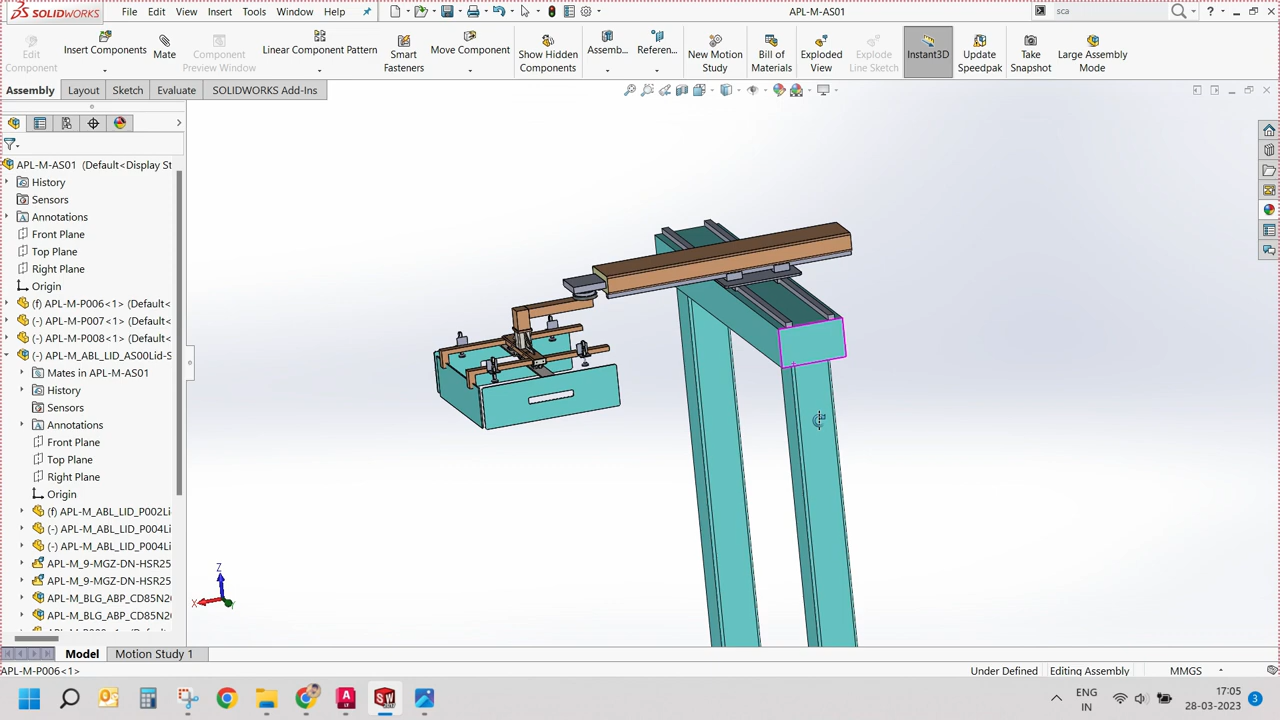 SOLIDWORKS File Edit View Insert Tools Window Help APL-M-AS01 sca
Edit Component
Insert Components
Mate
Component Preview Window
Linear Component Pattern
Smart Fasteners
Move Component
Show Hidden Components
Assemb...
Referen...
New Motion Study
Bill of Materials
Exploded View
Explode Line Sketch
Instant3D
Update Speedpak
Take Snapshot
Large Assembly Mode
Assembly Layout Sketch Evaluate SOLIDWORKS Add-Ins
APL-M-AS01 (Default<Display St
History
Sensors
Annotations
Front Plane
Top Plane
Right Plane
Origin
(f) APL-M-P006<1> (Default<
(-) APL-M-P007<1> (Default<
(-) APL-M-P008<1> (Default<
(-) APL-M_ABL_LID_AS00Lid-S
Mates in APL-M-AS01
History
Sensors
Annotations
Front Plane
Top Plane
Right Plane
Origin
(f) APL-M_ABL_LID_P002Li
(-) APL-M_ABL_LID_P004Li
(-) APL-M_ABL_LID_P004Li
APL-M_9-MGZ-DN-HSR25
APL-M_9-MGZ-DN-HSR25
APL-M_BLG_ABP_CD85N20
APL-M_BLG_ABP_CD85N20
Z
X
Y
Model Motion Study 1
APL-M-P006<1> Under Defined Editing Assembly MMGS
ENG
IN
17:05
28-03-2023
3